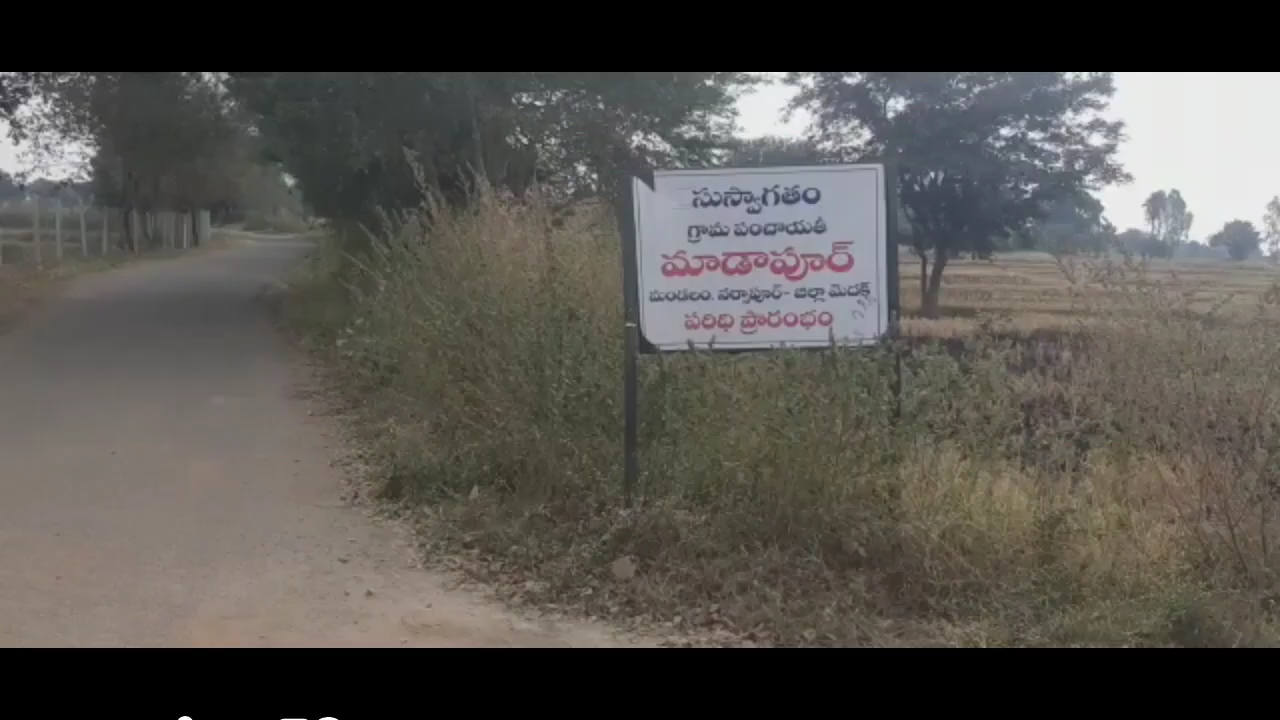 సుస్వాగతం
గ్రామ పంచాయతీ
మాడాపూర్
మండలం. నర్సాపూర్- జిల్లా మెదక్
పరిధి ప్రారంభం